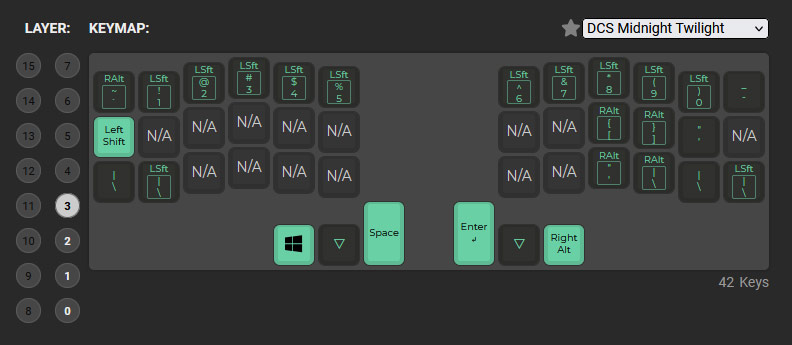 LAYER: KEYMAP: DCS Midnight Twilight
15 7
14 6
13 5
12 4
11 3
10 2
9 1
8 0
RAlt LSft LSft LSft LSft LSft LSft LSft LSft LSft LSft _
~ ! @ # $ % ^ & * ( ) -
` 1 2 3 4 5 6 7 8 9 0
Left Shift N/A N/A N/A N/A N/A N/A N/A RAlt { [ RAlt } ] " ' N/A
| \ LSft | \ N/A N/A N/A N/A N/A N/A RAlt " ' RAlt | \ | \ LSft | \
▽ Space Enter ↲ ▽ Right Alt
42 Keys